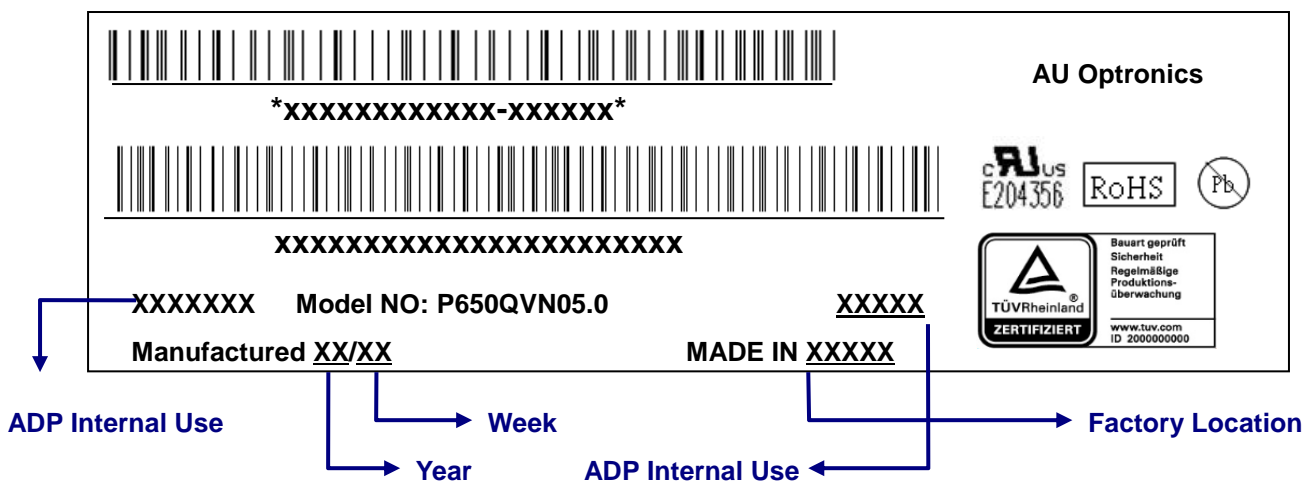 AU Optronics
*xxxxxxxxxxxx-xxxxxx*
cRUus
E204356
RoHS
Pb
xxxxxxxxxxxxxxxxxxxxxxx
Bauart geprüft
Sicherheit
Regelmäßige
Produktions-
überwachung
www.tuv.com
ID 2000000000
TÜVRheinland®
ZERTIFIZIERT
XXXXXXX Model NO: P650QVN05.0 XXXXX
Manufactured XX/XX MADE IN XXXXX
ADP Internal Use
Week
Factory Location
Year
ADP Internal Use